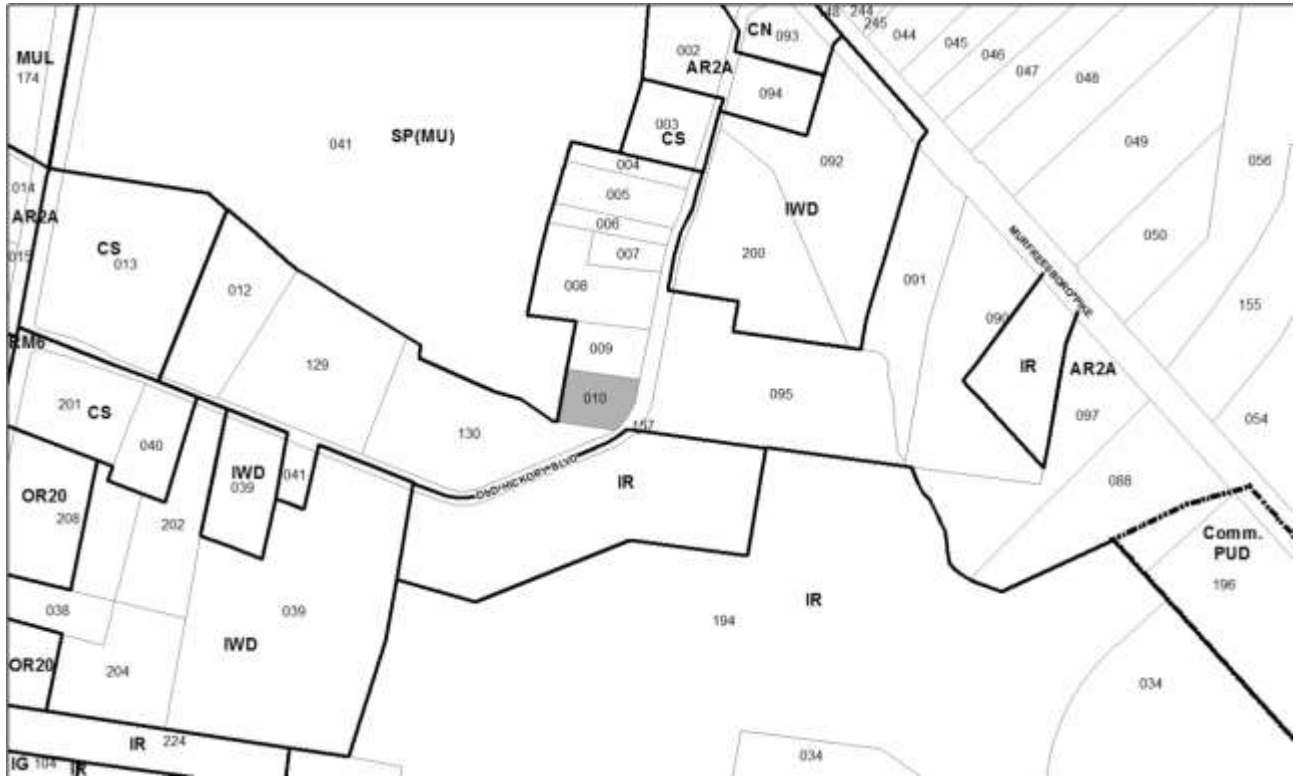 248
244
245
044
045
046
047
048
049
056
050
155
054
MUL
174
002
CN
093
AR2A
094
003
CS
SP(MU)
041
092
004
005
006
007
008
009
010
IWD
200
091
MURFREESBORO PIKE
090
IR
AR2A
097
088
014
AR2A
015
CS
013
012
129
130
095
157
OLD HICKORY BLVD
RM6
201
CS
040
IWD
039
041
IR
OR20
208
202
Comm.
PUD
196
038
039
194
IR
IWD
OR20
204
034
IR
224
034
IG
104
IR